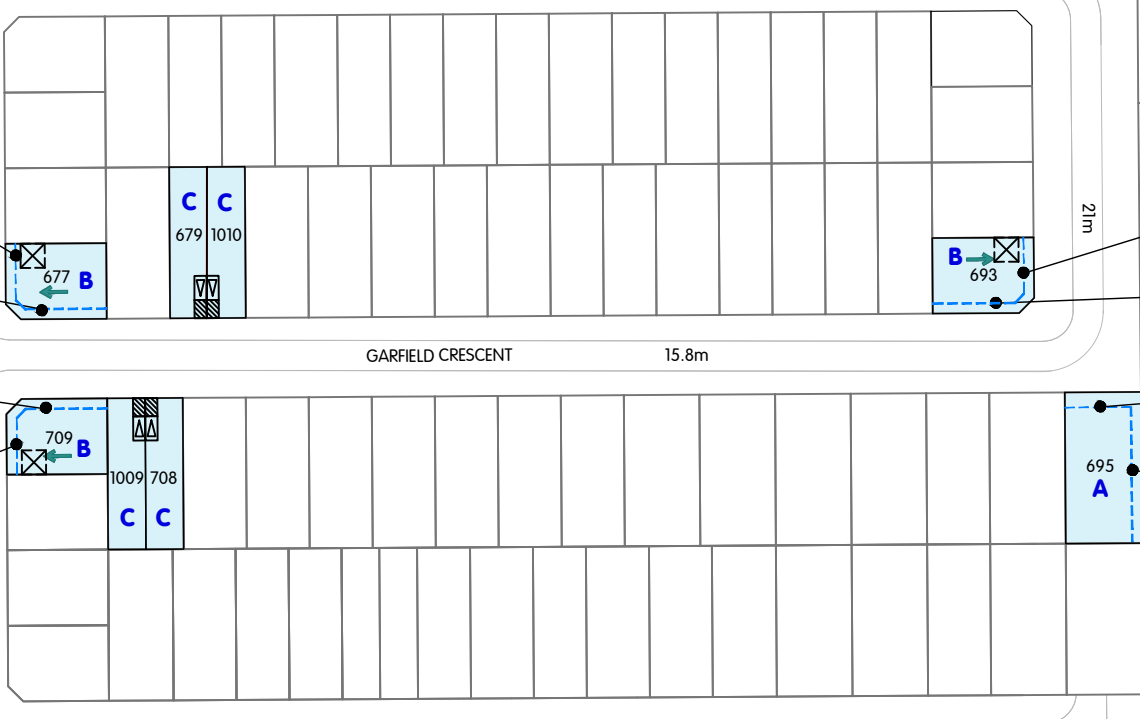 C C
679 1010
21m
677 B
B
693
GARFIELD CRESCENT 15.8m
709 B
1009 708
C C
695
A